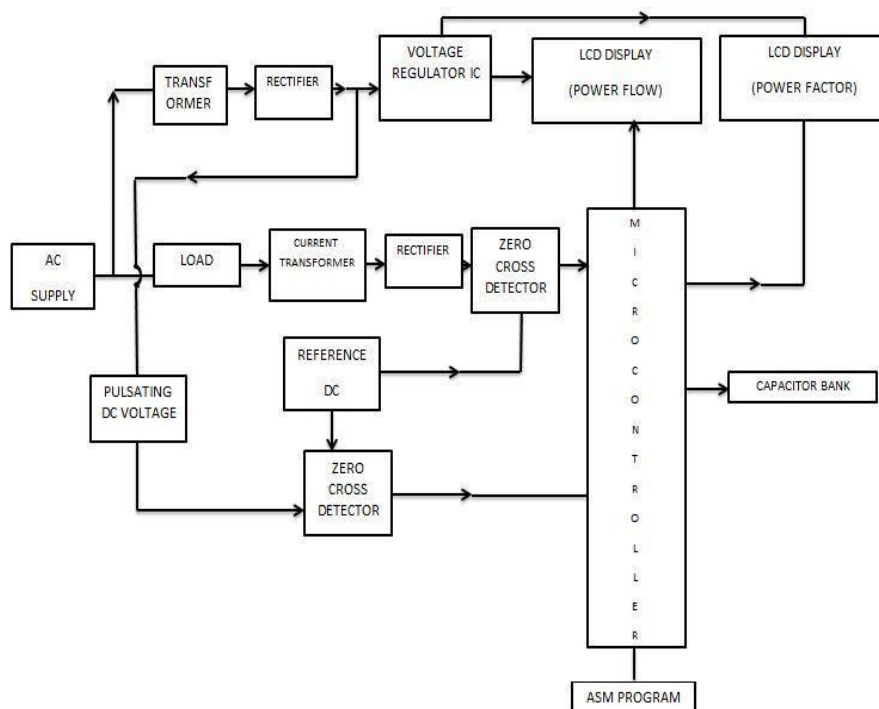 VOLTAGE
REGULATOR IC
LCD DISPLAY
(POWER FLOW)
LCD DISPLAY
(POWER FACTOR)
TRANSF
ORMER
RECTIFIER
AC
SUPPLY
LOAD
CURRENT
TRANSFORMER
RECTIFIER
ZERO
CROSS
DETECTOR
M
I
C
R
O
C
O
N
T
R
O
L
L
E
R
REFERENCE
DC
PULSATING
DC VOLTAGE
CAPACITOR BANK
ZERO
CROSS
DETECTOR
ASM PROGRAM